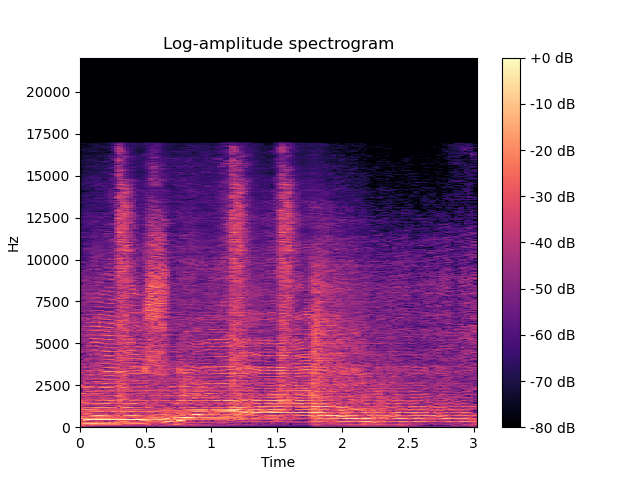 Log-amplitude spectrogram
20000
17500
15000
12500
10000
7500
5000
2500
0
Hz
0 0.5 1 1.5 2 2.5 3
Time
+0 dB
-10 dB
-20 dB
-30 dB
-40 dB
-50 dB
-60 dB
-70 dB
-80 dB